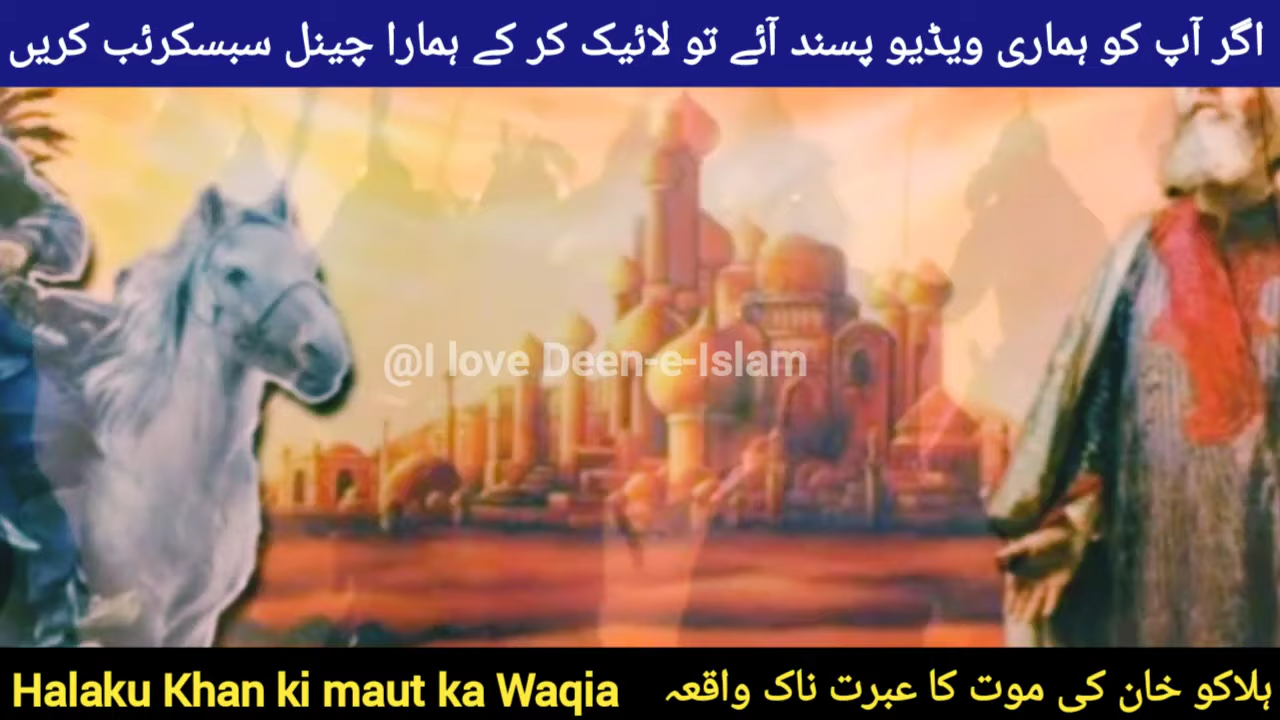 اگر آپ کو ہماری ویڈیو پسند آئے تو لائیک کر کے ہمارا چینل سبسکرئب کریں
@I love Deen-e-Islam
Halaku Khan ki maut ka Waqia ہلاکو خان کی موت کا عبرت ناک واقعہ